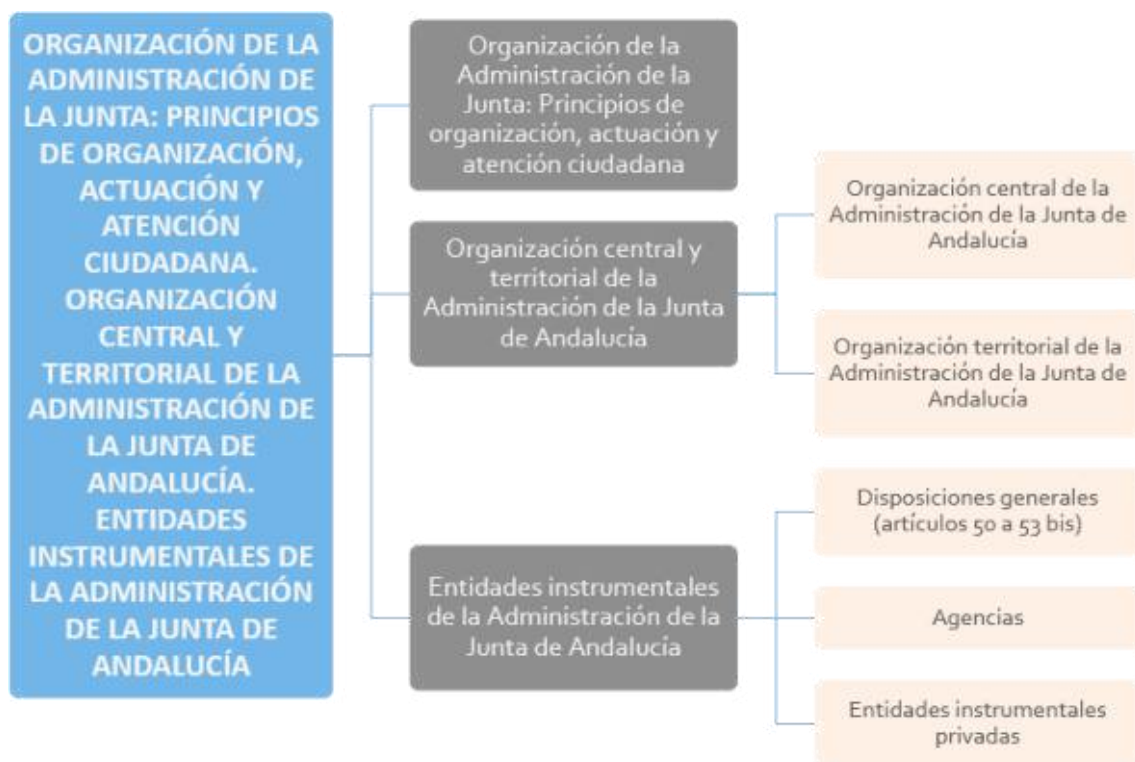 ORGANIZACIÓN DE LA
ADMINISTRACIÓN DE
LA JUNTA: PRINCIPIOS
DE ORGANIZACIÓN,
ACTUACIÓN Y
ATENCIÓN
CIUDADANA.
ORGANIZACIÓN
CENTRAL Y
TERRITORIAL DE LA
ADMINISTRACIÓN DE
LA JUNTA DE
ANDALUCÍA.
ENTIDADES
INSTRUMENTALES DE
LA ADMINISTRACIÓN
DE LA JUNTA DE
ANDALUCÍA
Organización de la
Administración de la
Junta: Principios de
organización, actuación y
atención ciudadana
Organización central y
territorial de la
Administración de la Junta
de Andalucía
Organización central de la
Administración de la Junta de
Andalucía
Organización territorial de la
Administración de la Junta de
Andalucía
Entidades instrumentales
de la Administración de la
Junta de Andalucía
Disposiciones generales
(artículos 50 a 53 bis)
Agencias
Entidades instrumentales
privadas